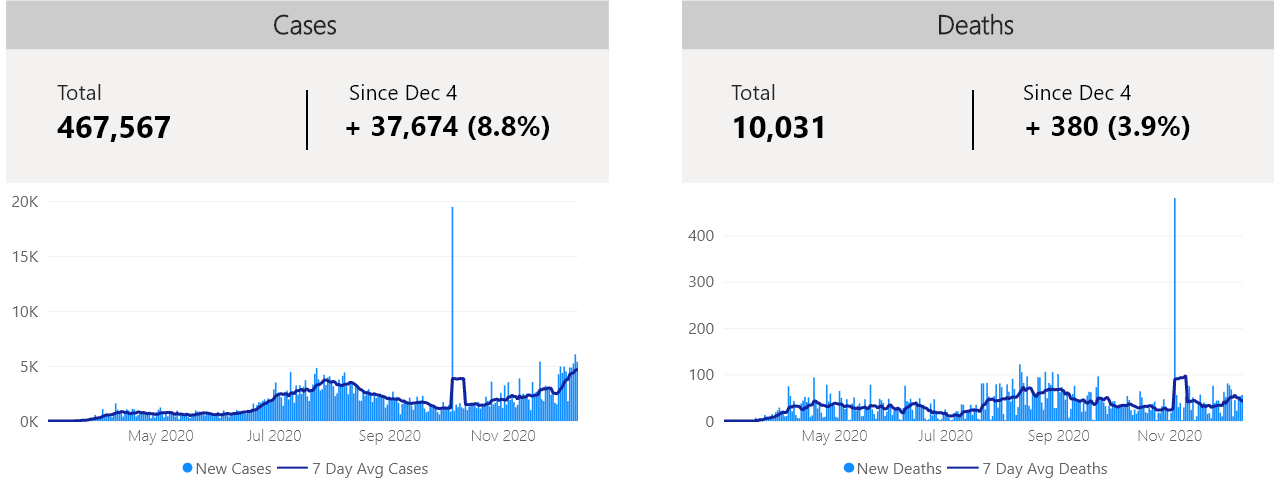 Cases
Total
467,567
Since Dec 4
+ 37,674 (8.8%)
20K
15K
10K
5K
0K
May 2020
Jul 2020
Sep 2020
Nov 2020
New Cases
7 Day Avg Cases
Deaths
Total
10,031
Since Dec 4
+ 380 (3.9%)
400
300
200
100
0
May 2020
Jul 2020
Sep 2020
Nov 2020
New Deaths
7 Day Avg Deaths